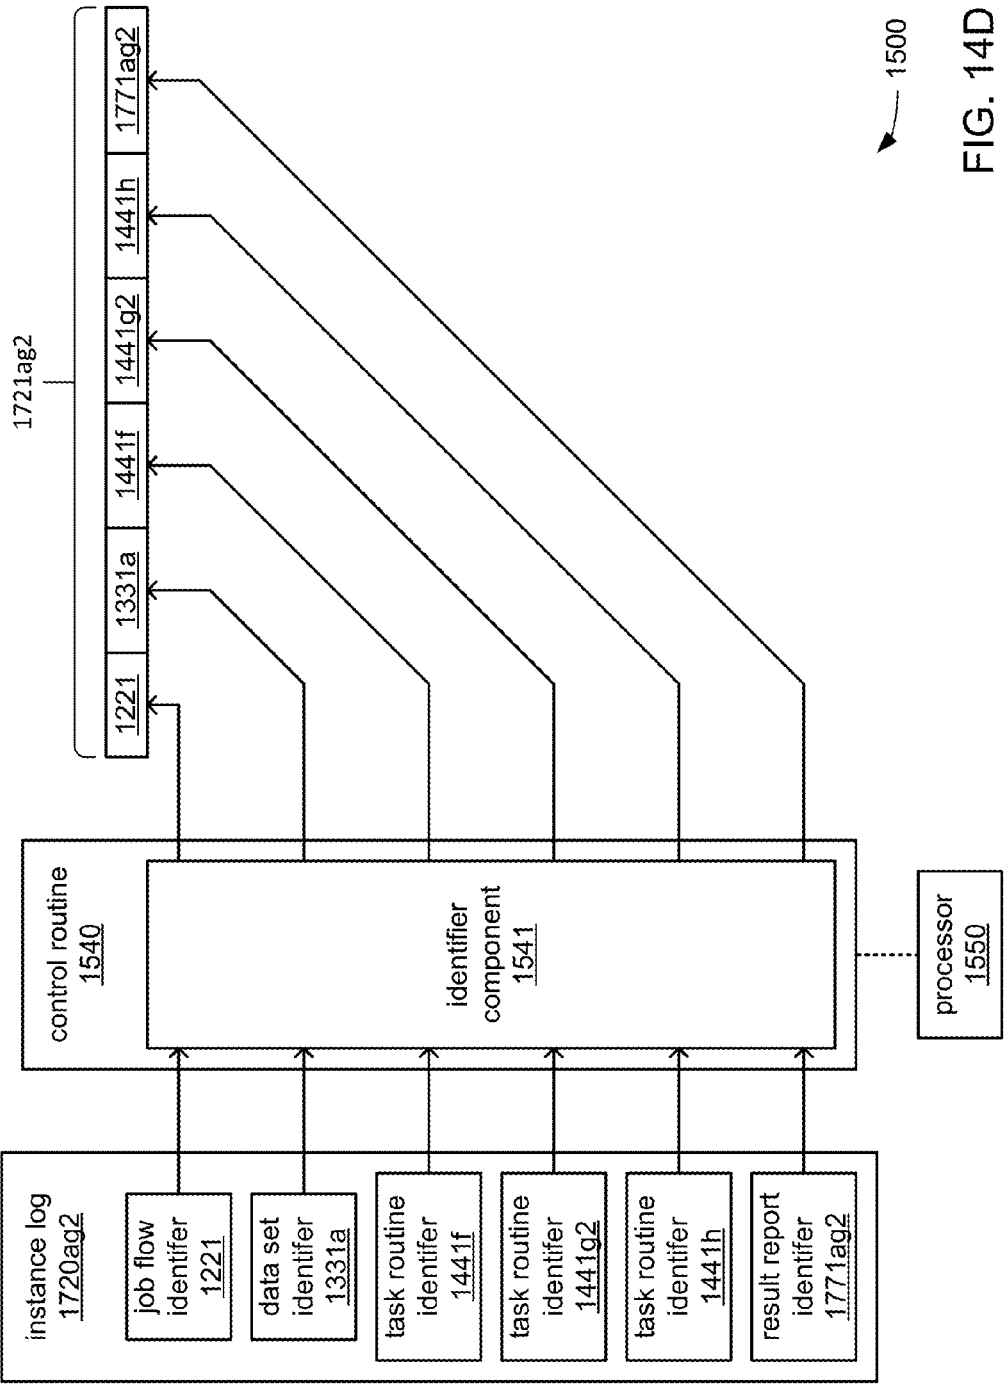 instance log
1720ag2
job flow
identifer
1221
data set
identifer
1331a
task routine
identifer
1441f
task routine
identifer
1441g2
task routine
identifer
1441h
result report
identifer
1771ag2
control routine
1540
identifier
component
1541
processor
1550
1721ag2
1221
1331a
1441f
1441g2
1441h
1771ag2
1500
FIG. 14D